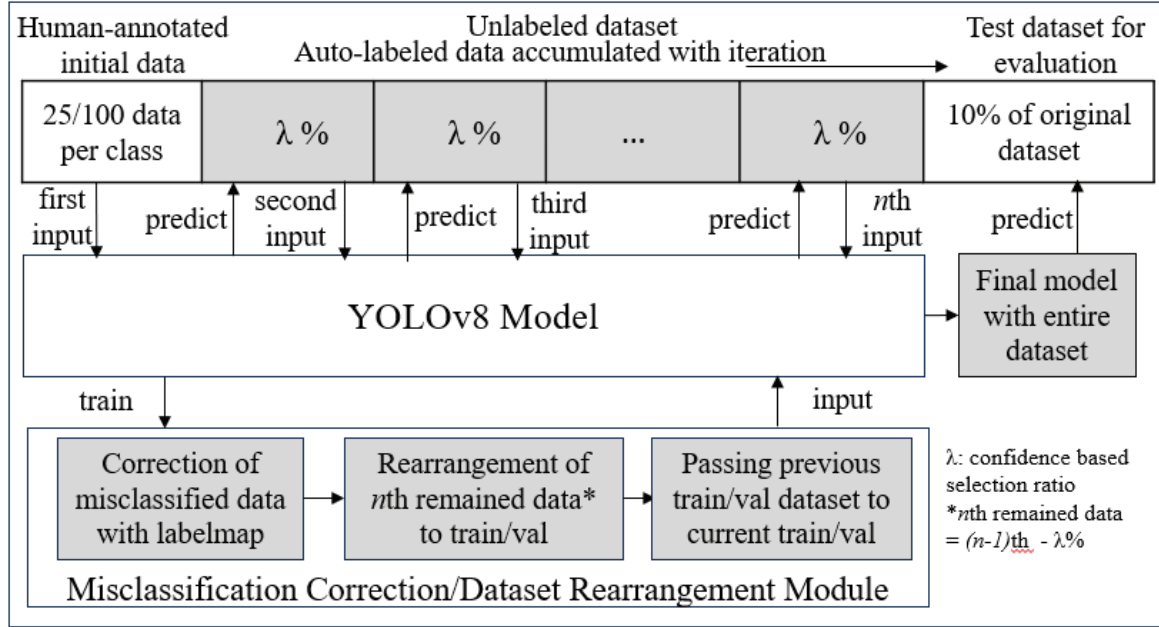 Human-annotated
initial data
Unlabeled dataset
Auto-labeled data accumulated with iteration
Test dataset for
evaluation
25/100 data
per class
λ %
λ %
...
λ %
10% of original
dataset
first
input
predict
second
input
predict
third
input
predict
nth
input
predict
YOLOv8 Model
Final model
with entire
dataset
train
input
Correction of
misclassified data
with labelmap
Rearrangement of
nth remained data*
to train/val
Passing previous
train/val dataset to
current train/val
Misclassification Correction/Dataset Rearrangement Module
λ: confidence based
selection ratio
*nth remained data
= (n-1)th - λ%